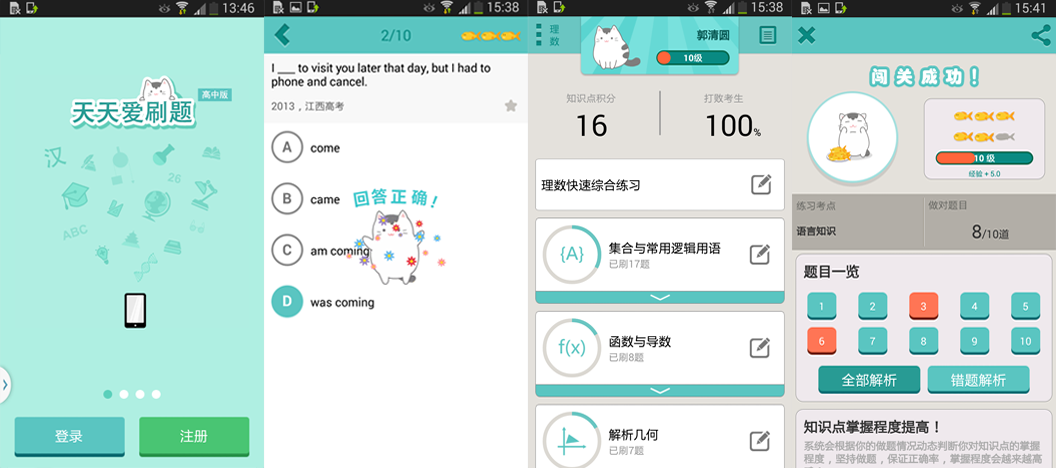 13:46
高中版
天天爱刷题
汉
26
ABC
登录
注册
15:38
2/10
I ___ to visit you later that day, but I had to
phone and cancel.
2013，江西高考
A come
回答正确！
B came
C am coming
D was coming
15:38
理
数
郭清圆
10级
知识点积分
打败考生
16
100%
理数快速综合练习
{A}
集合与常用逻辑用语
已刷17题
f(x)
函数与导数
已刷8题
解析几何
已刷7题
15:41
闯关成功！
10 级
经验 + 5.0
练习考点
做对题目
语言知识
8/10道
题目一览
1 2 3 4 5
6 7 8 9 10
全部解析 错题解析
知识点掌握程度提高！
系统会根据你的做题情况动态判断你对知识点的掌握
程度，坚持做题，保证正确率，掌握程度会越来越高